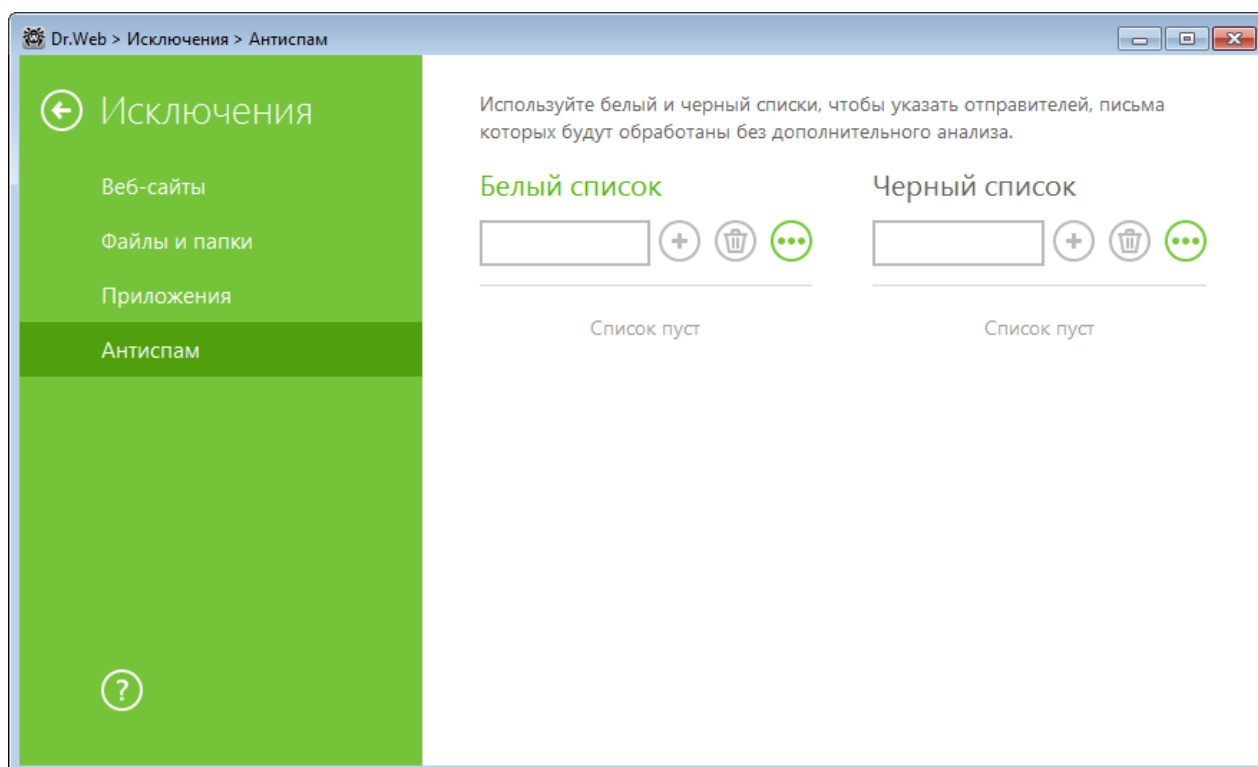 Dr.Web > Исключения > Антиспам
Исключения
Веб-сайты
Файлы и папки
Приложения
Антиспам
?
Используйте белый и черный списки, чтобы указать отправителей, письма
которых будут обработаны без дополнительного анализа.
Белый список
Список пуст
Черный список
Список пуст